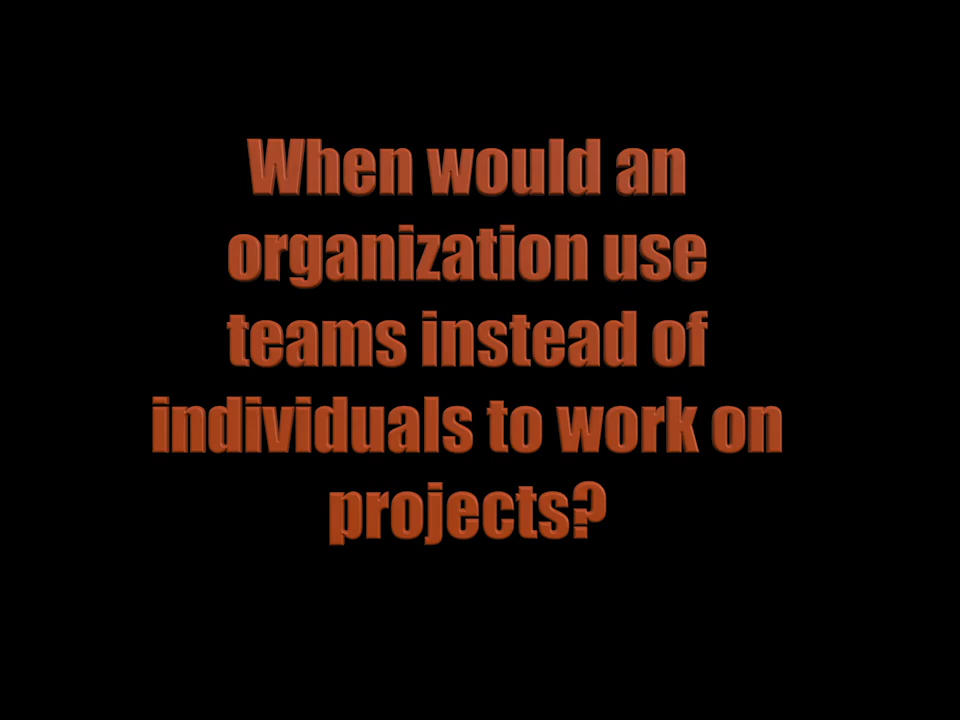 When would an
organization use
teams instead of
individuals to work on
projects?